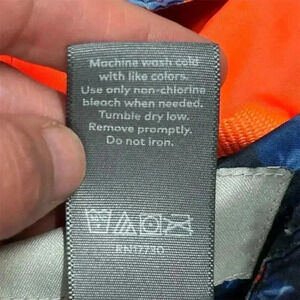 Machine wash cold
with like colors.
Use only non-chlorine
bleach when needed.
Tumble dry low.
Remove promptly.
Do not iron.
RN17730